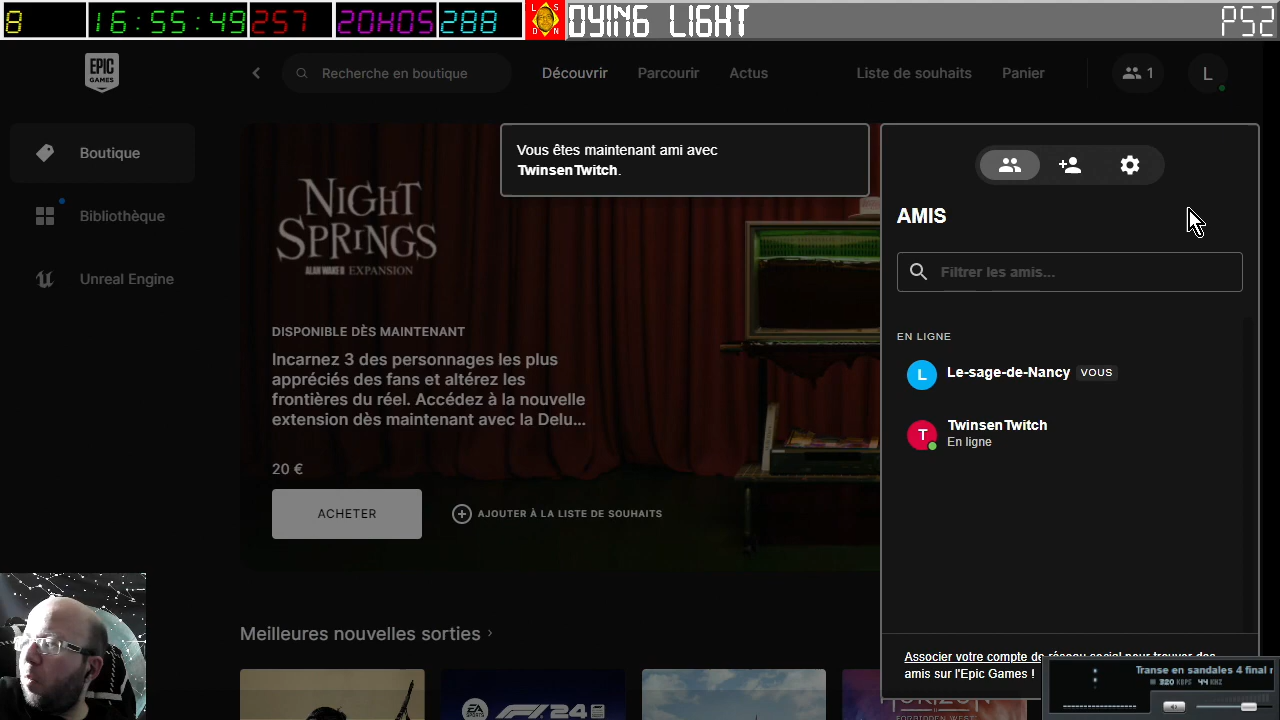 8
16:55:49
257
20H05
288
L S
D N
DYING LIGHT
PS2
EPIC
GAMES
Recherche en boutique
Découvrir
Parcourir
Actus
Liste de souhaits
Panier
1
L
Boutique
Bibliothèque
Unreal Engine
NIGHT
SPRINGS
ALAN WAKE II EXPANSION
DISPONIBLE DÈS MAINTENANT
Incarnez 3 des personnages les plus
appréciés des fans et altérez les
frontières du réel. Accédez à la nouvelle
extension dès maintenant avec la Delu...
20 €
ACHETER
AJOUTER À LA LISTE DE SOUHAITS
Meilleures nouvelles sorties
EA
SPORTS
F1 24
HORIZON
FORBIDDEN WEST
Vous êtes maintenant ami avec
TwinsenTwitch.
AMIS
Filtrer les amis...
EN LIGNE
L
Le-sage-de-Nancy VOUS
T
TwinsenTwitch
En ligne
Associer votre compte de réseau social pour trouver des
amis sur l'Epic Games !
Transe en sandales 4 final
320 KBPS 44 KHZ